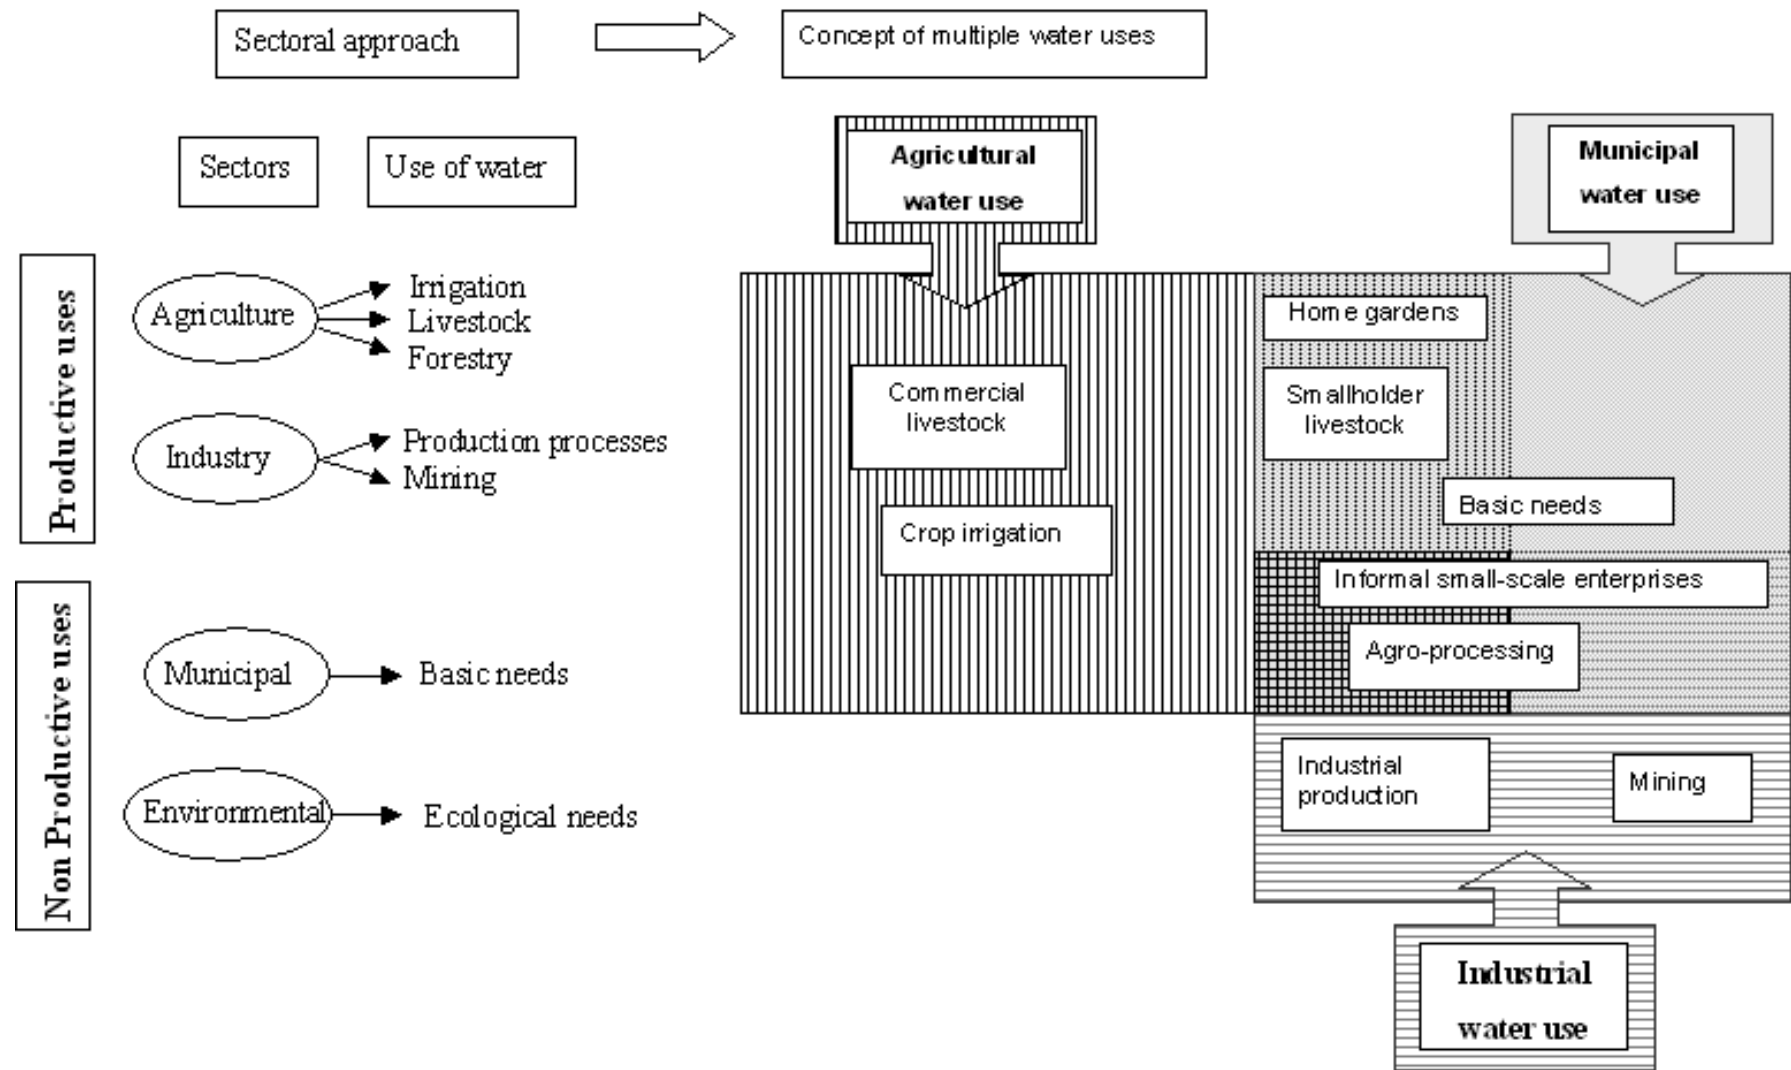 Sectoral approach
Concept of multiple water uses
Sectors
Use of water
Agricultural
water use
Municipal
water use
Productive uses
Agriculture
Irrigation
Livestock
Forestry
Industry
Production processes
Mining
Non Productive uses
Municipal
Basic needs
Environmental
Ecological needs
Commercial
livestock
Crop irrigation
Home gardens
Smallholder
livestock
Basic needs
Informal small-scale enterprises
Agro-processing
Industrial
production
Mining
Industrial
water use